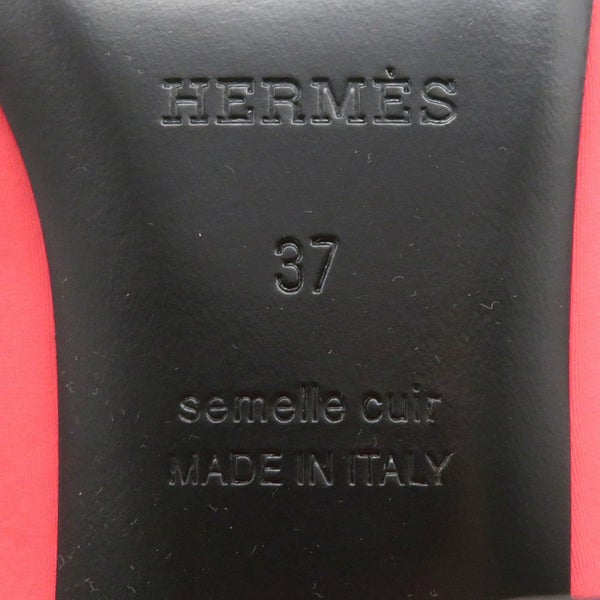 HERMÈS
37
semelle cuir
MADE IN ITALY